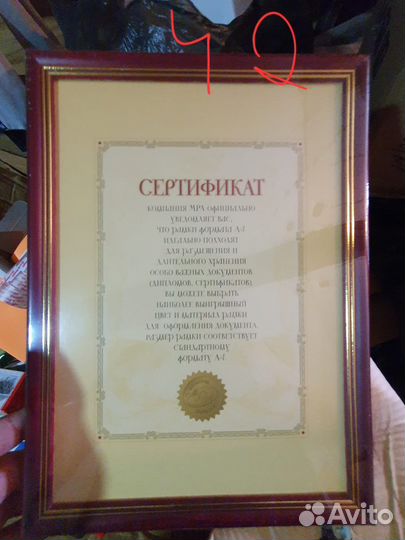 42
СЕРТИФИКАТ
КОМПАНИЯ МРА ОФИЦИАЛЬНО
УВЕДОМЛЯЕТ ВАС,
ЧТО РАМКИ ФОРМАТА А4
ИДЕАЛЬНО ПОДХОДЯТ
ДЛЯ РАЗМЕЩЕНИЯ И
ДЛИТЕЛЬНОГО ХРАНЕНИЯ
ОСОБО ВАЖНЫХ ДОКУМЕНТОВ
(ДИПЛОМОВ, СЕРТИФИКАТОВ).
ВЫ МОЖЕТЕ ВЫБРАТЬ
НАИБОЛЕЕ ВЫИГРЫШНЫЙ
ЦВЕТ И МАТЕРИАЛ РАМКИ
ДЛЯ ОФОРМЛЕНИЯ ДОКУМЕНТА.
РАЗМЕР РАМКИ СООТВЕТСТВУЕТ
СТАНДАРТНОМУ
ФОРМАТУ А4.
Avito